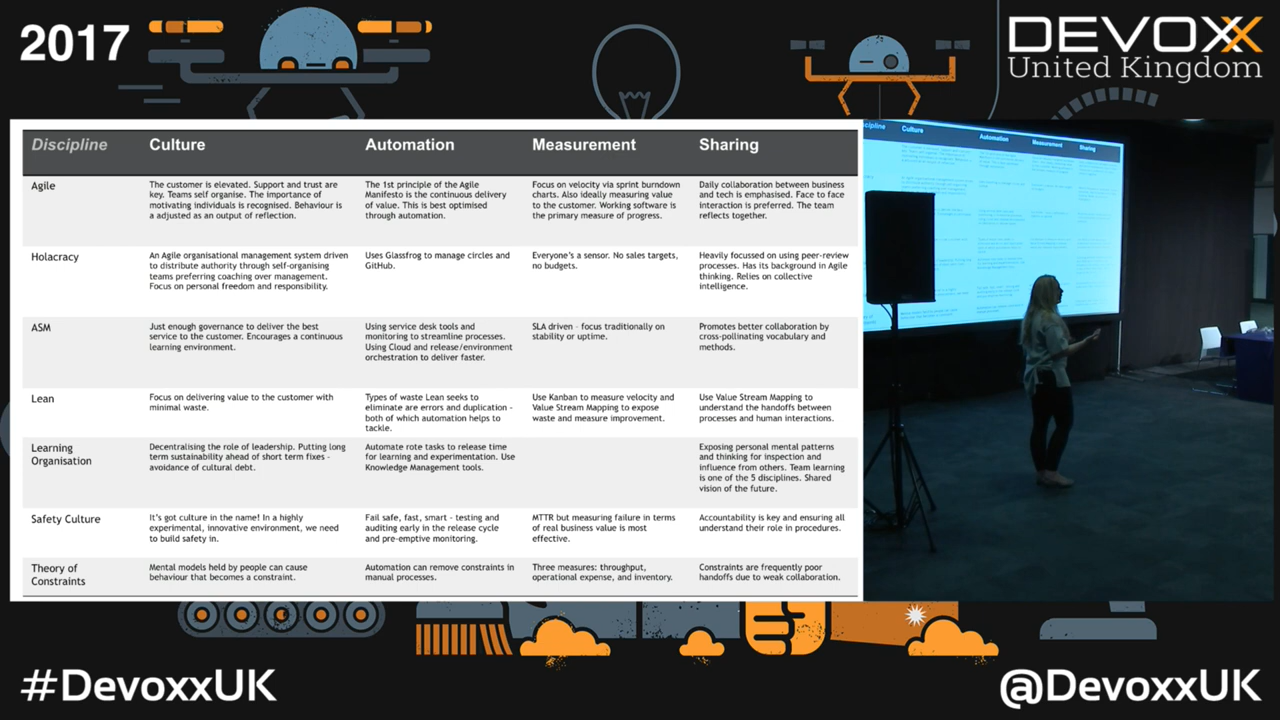 2017
DEVOXX
United Kingdom
Discipline Culture Automation Measurement Sharing
Agile
The customer is elevated. Support and trust are
key. Teams self organise. The importance of
motivating individuals is recognised. Behaviour is
a adjusted as an output of reflection.
The 1st principle of the Agile
Manifesto is the continuous delivery
of value. This is best optimised
through automation.
Focus on velocity via sprint burndown
charts. Also ideally measuring value
to the customer. Working software is
the primary measure of progress.
Daily collaboration between business
and tech is emphasised. Face to face
interaction is preferred. The team
reflects together.
Holacracy
An Agile organisational management system driven
to distribute authority through self-organising
teams preferring coaching over management.
Focus on personal freedom and responsibility.
Uses Glassfrog to manage circles and
GitHub.
Everyone's a sensor. No sales targets,
no budgets.
Heavily focussed on using peer-review
processes. Has its background in Agile
thinking. Relies on collective
intelligence.
ASM
Just enough governance to deliver the best
service to the customer. Encourages a continuous
learning environment.
Using service desk tools and
monitoring to streamline processes.
Using Cloud and release/environment
orchestration to deliver faster.
SLA driven - focus traditionally on
stability or uptime.
Promotes better collaboration by
cross-pollinating vocabulary and
methods.
Lean
Focus on delivering value to the customer with
minimal waste.
Types of waste Lean seeks to
eliminate are errors and duplication -
both of which automation helps to
tackle.
Use Kanban to measure velocity and
Value Stream Mapping to expose
waste and measure improvement.
Use Value Stream Mapping to
understand the handoffs between
processes and human interactions.
Learning
Organisation
Decentralising the role of leadership. Putting long
term sustainability ahead of short term fixes -
avoidance of cultural debt.
Automate rote tasks to release time
for learning and experimentation. Use
Knowledge Management tools.
Exposing personal mental patterns
and thinking for inspection and
influence from others. Team learning
is one of the 5 disciplines. Shared
vision of the future.
Safety Culture
It's got culture in the name! In a highly
experimental, innovative environment, we need
to build safety in.
Fail safe, fast, smart - testing and
auditing early in the release cycle
and pre-emptive monitoring.
MTTR but measuring failure in terms
of real business value is most
effective.
Accountability is key and ensuring all
understand their role in procedures.
Theory of
Constraints
Mental models held by people can cause
behaviour that becomes a constraint.
Automation can remove constraints in
manual processes.
Three measures: throughput,
operational expense, and inventory.
Constraints are frequently poor
handoffs due to weak collaboration.
Culture Automation Measurement Sharing
#DevoxxUK
@DevoxxUK